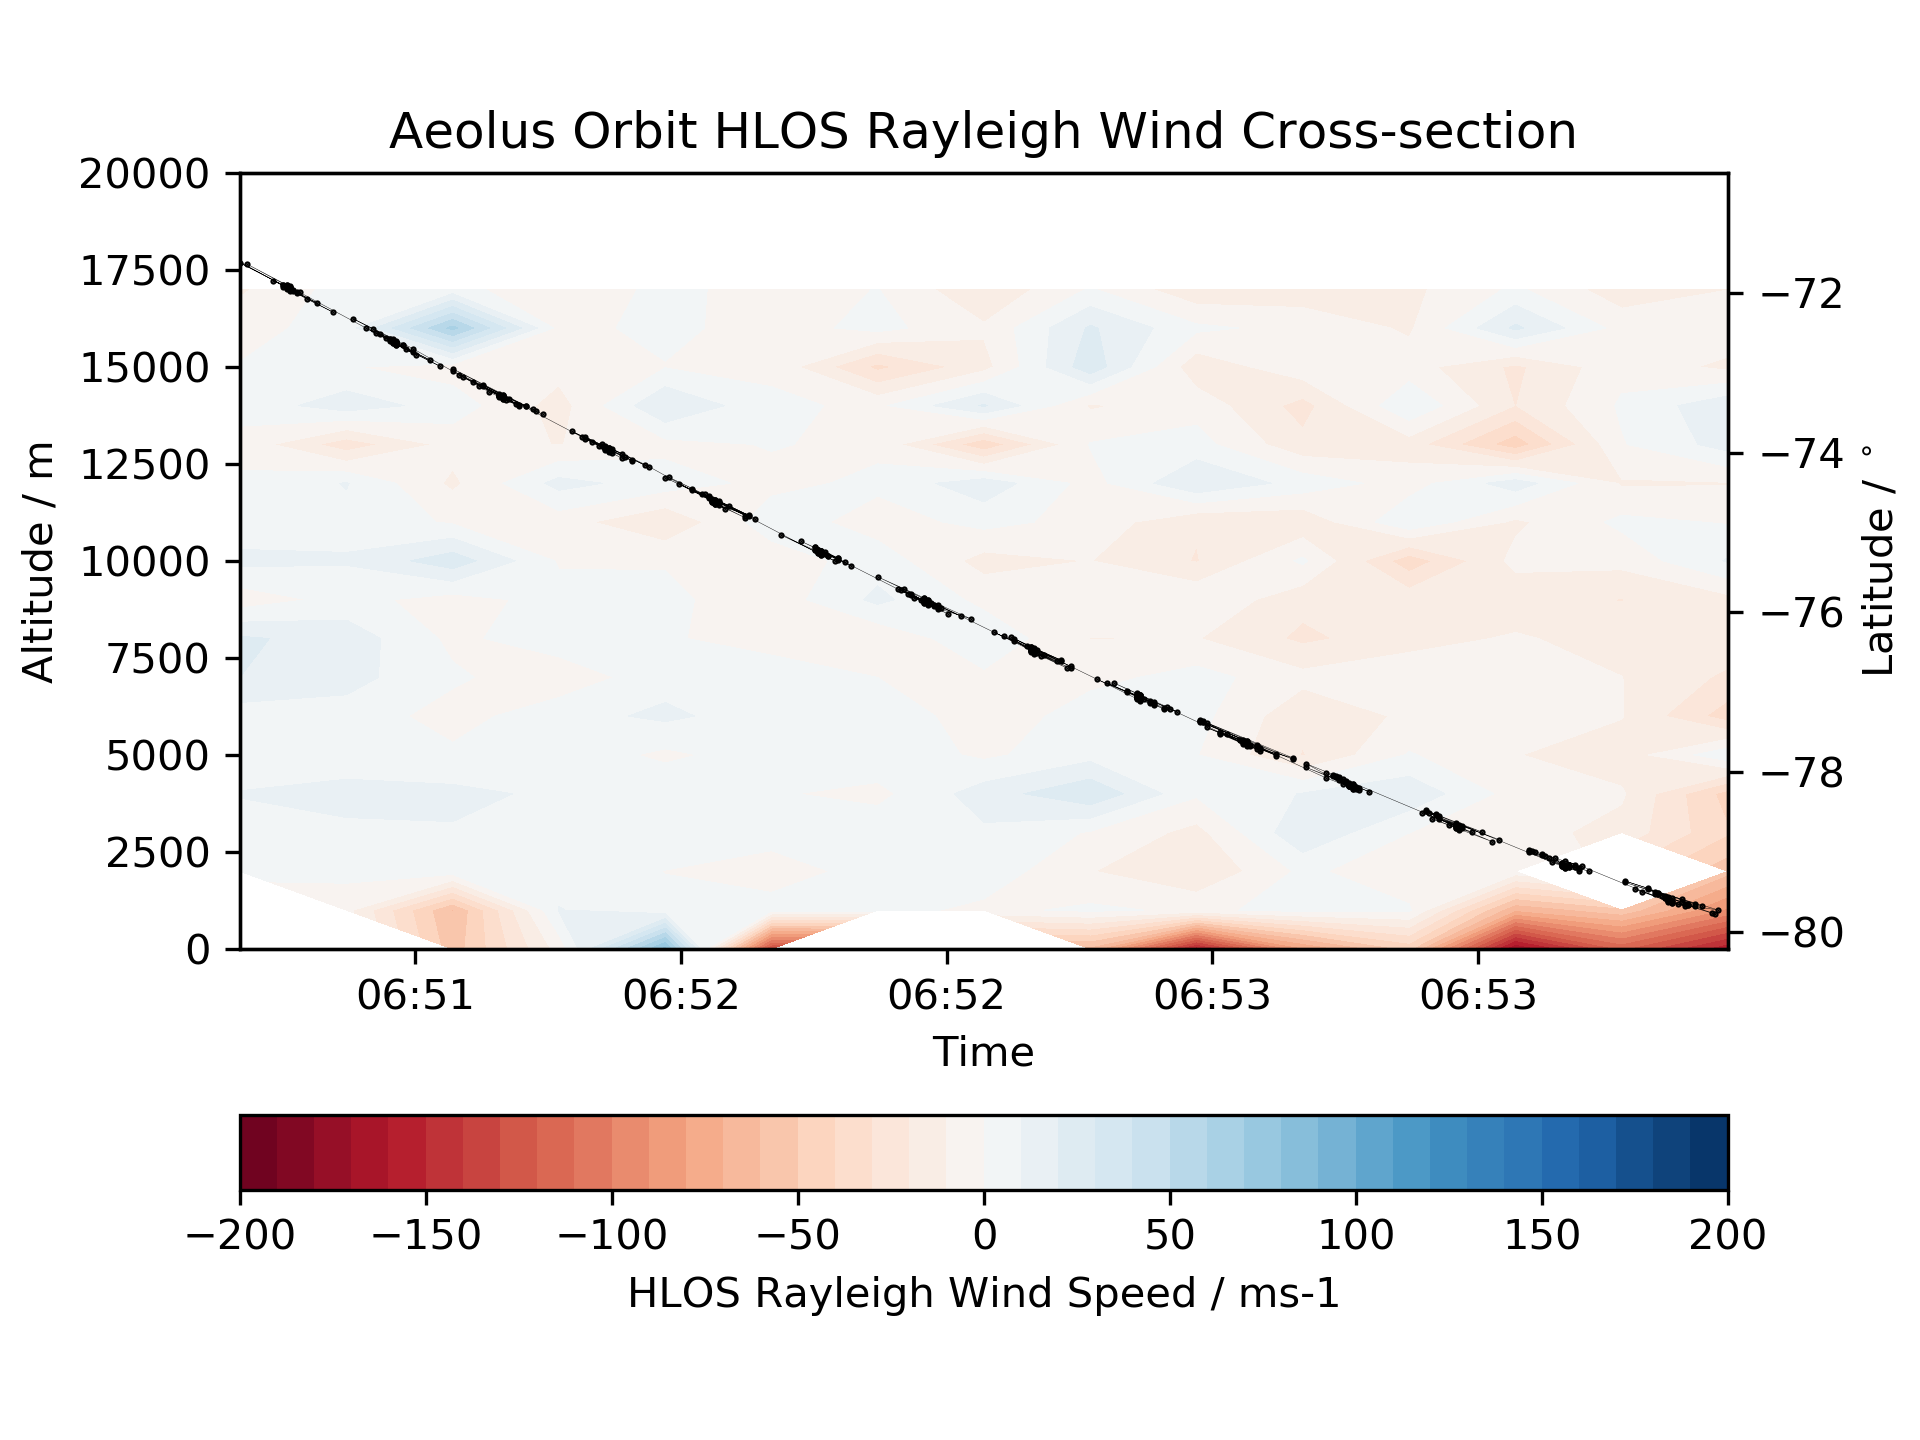 Aeolus Orbit HLOS Rayleigh Wind Cross-section
20000
17500
15000
12500
10000
7500
5000
2500
0
Altitude / m
−72
−74
−76
−78
−80
Latitude / °
06:51 06:52 06:52 06:53 06:53
Time
−200 −150 −100 −50 0 50 100 150 200
HLOS Rayleigh Wind Speed / ms-1